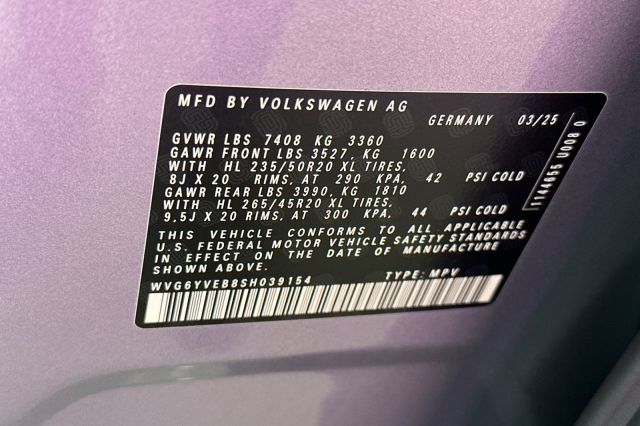 MFD BY VOLKSWAGEN AG
GERMANY 03/25
GVWR LBS 7408 KG 3360
GAWR FRONT LBS 3527, KG 1600
WITH HL 235/50R20 XL TIRES,
8J X 20 RIMS, AT 290 KPA, 42 PSI COLD
GAWR REAR LBS 3990, KG 1810
WITH HL 265/45R20 XL TIRES,
9,5J X 20 RIMS, AT 300 KPA, 44 PSI COLD
THIS VEHICLE CONFORMS TO ALL APPLICABLE
U.S. FEDERAL MOTOR VEHICLE SAFETY STANDARDS
IN EFFECT ON THE DATE OF MANUFACTURE
SHOWN ABOVE.
WVG6YVEB8SH039154 TYPE: MPV
1144655 U008 0